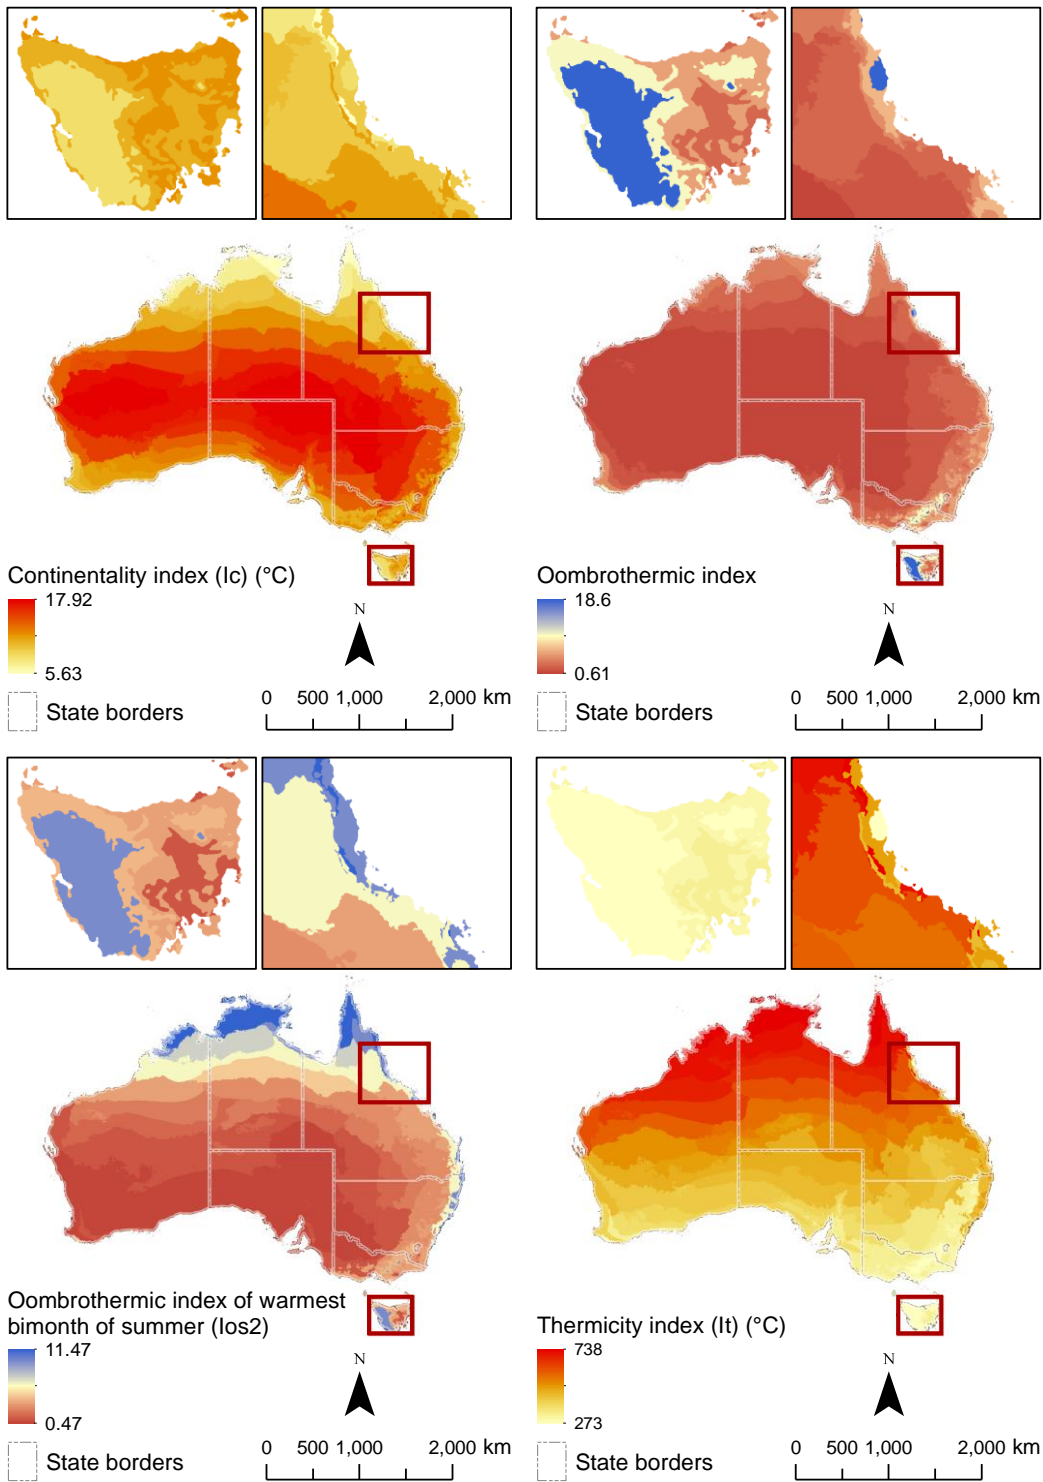 Continentality index (Ic) (°C)
17.92
5.63
State borders
N
0 500 1,000 2,000 km
Oombrothermic index
18.6
0.61
State borders
N
0 500 1,000 2,000 km
Oombrothermic index of warmest
bimonth of summer (Ios2)
11.47
0.47
State borders
N
0 500 1,000 2,000 km
Thermicity index (It) (°C)
738
273
State borders
N
0 500 1,000 2,000 km